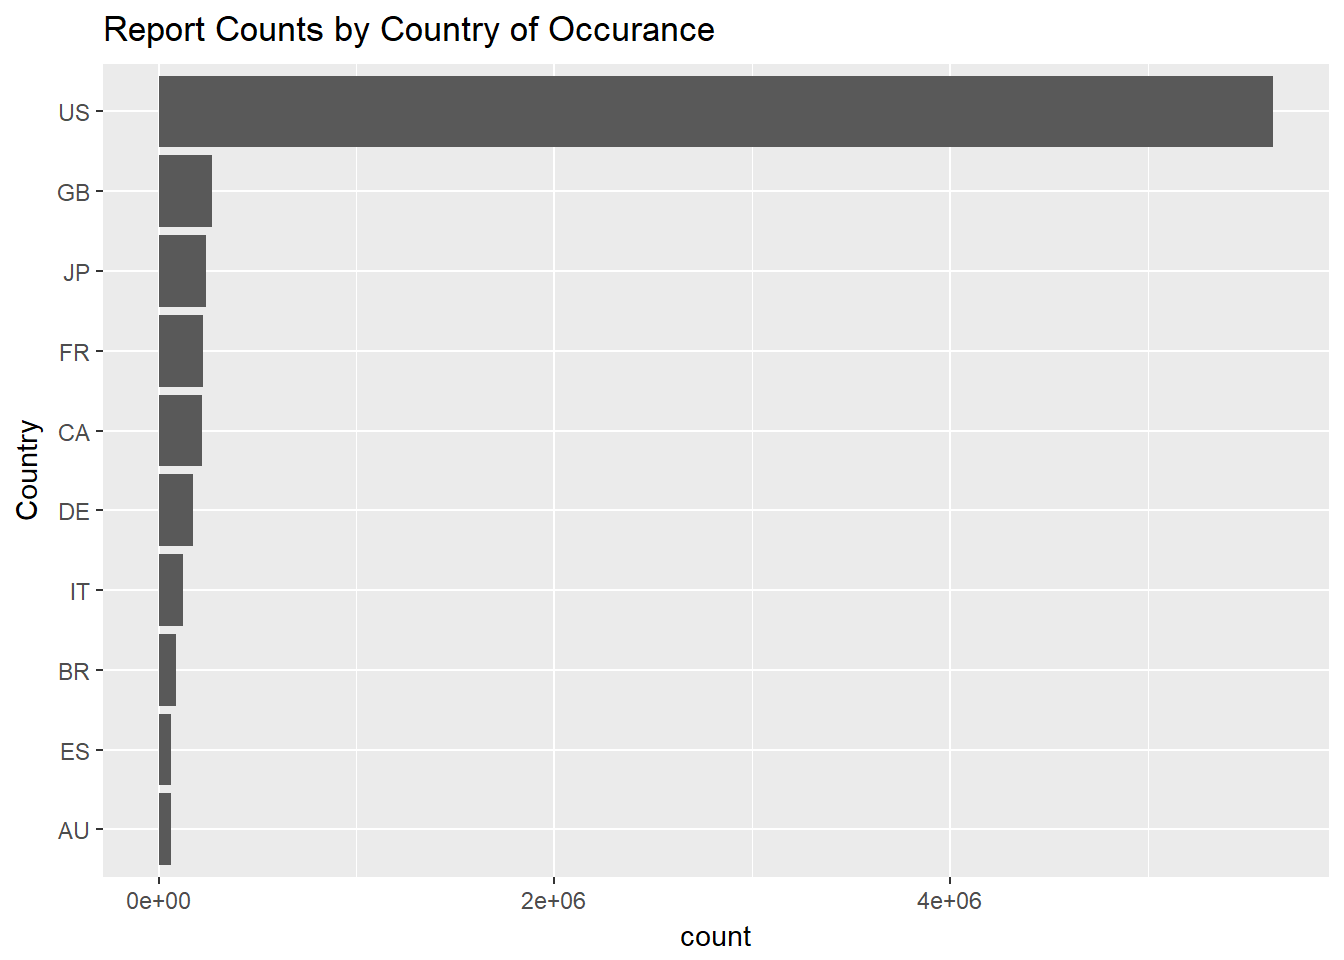 Report Counts by Country of Occurance
US
GB
JP
FR
CA
DE
IT
BR
ES
AU
Country
0e+00 2e+06 4e+06
count